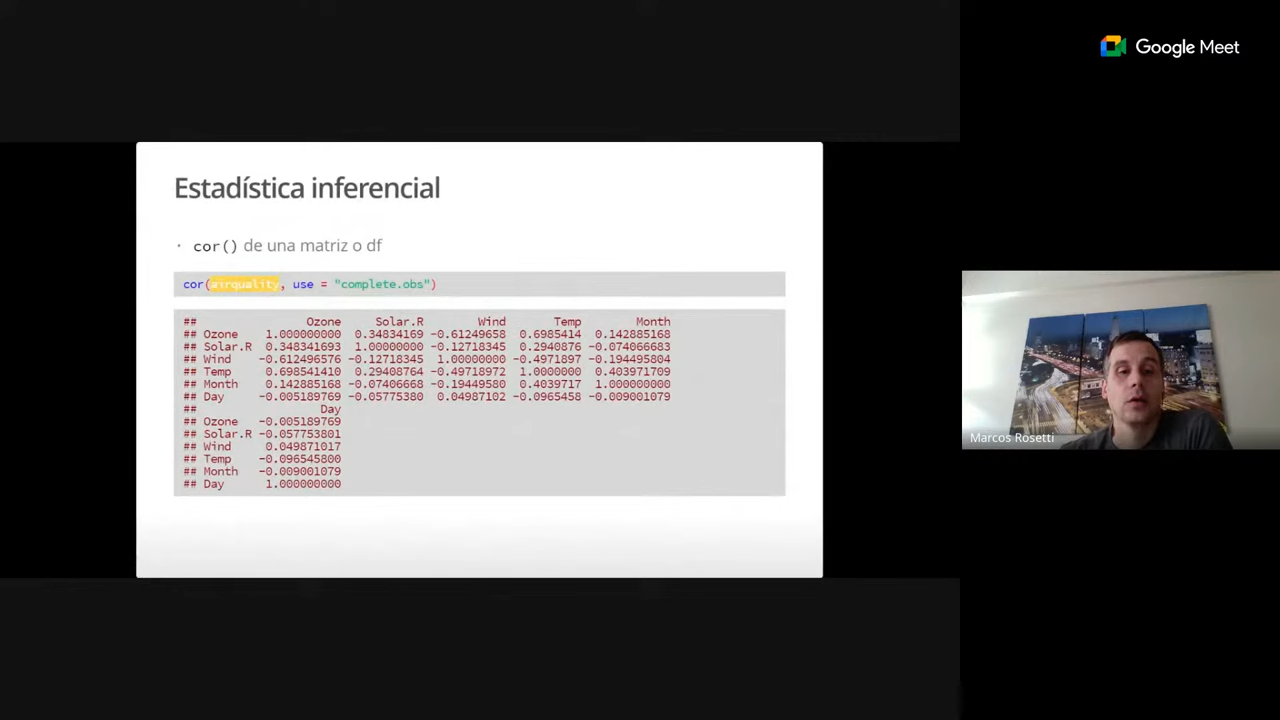 Google Meet
Estadística inferencial
· cor() de una matriz o df
cor(airquality, use = "complete.obs")
## Ozone Solar.R Wind Temp Month
## Ozone 1.000000000 0.34834169 -0.61249658 0.6985414 0.142885168
## Solar.R 0.348341693 1.00000000 -0.12718345 0.2940876 -0.074066683
## Wind -0.612496576 -0.12718345 1.00000000 -0.4971897 -0.194495804
## Temp 0.698541410 0.29408764 -0.49718972 1.0000000 0.403971709
## Month 0.142885168 -0.07406668 -0.19449580 0.4039717 1.000000000
## Day -0.005189769 -0.05775380 0.04987102 -0.0965458 -0.009001079
## Day
## Ozone -0.005189769
## Solar.R -0.057753801
## Wind 0.049871017
## Temp -0.096545800
## Month -0.009001079
## Day 1.000000000
Marcos Rosetti